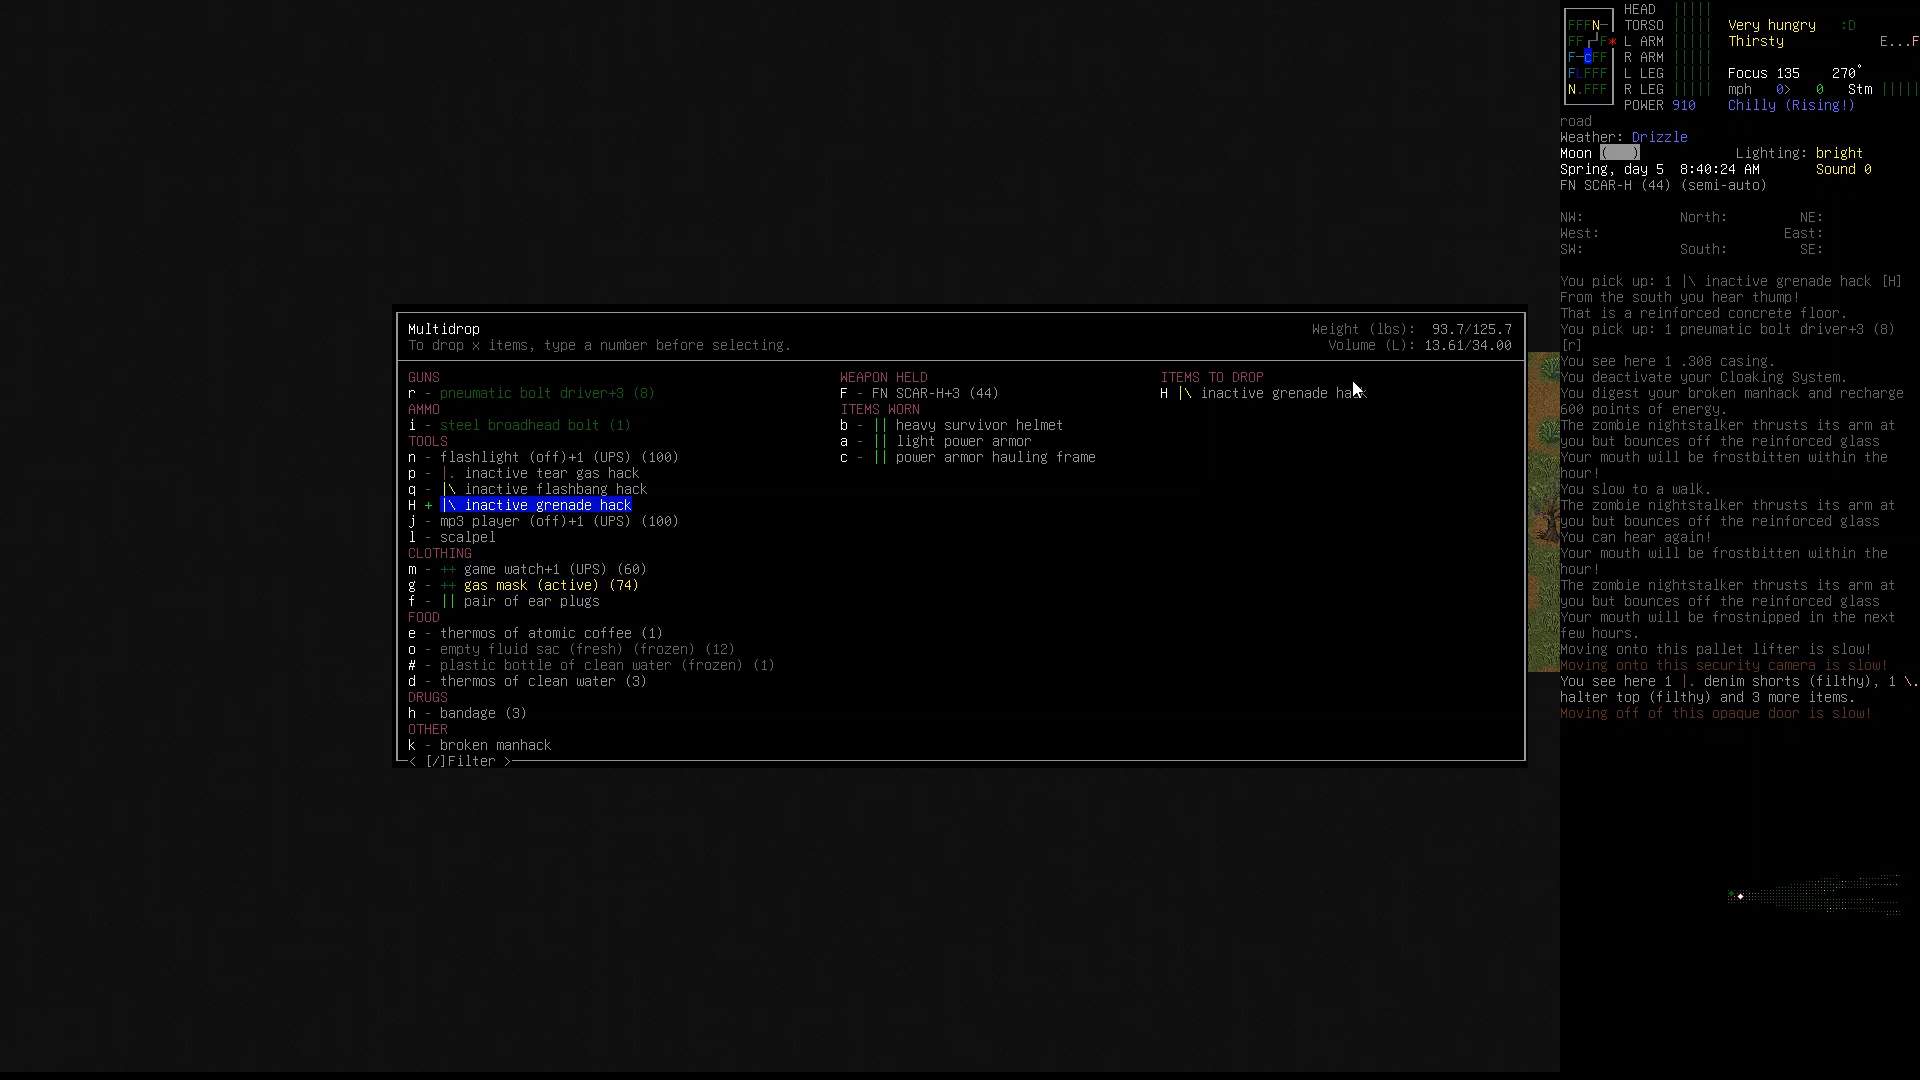 Multidrop
To drop x items, type a number before selecting.
Weight (lbs): 93.7/125.7
Volume (L): 13.61/34.00
GUNS
r - pneumatic bolt driver+3 (8)
AMMO
i - steel broadhead bolt (1)
TOOLS
n - flashlight (off)+1 (UPS) (100)
p - |. inactive tear gas hack
q - |\ inactive flashbang hack
H + |\ inactive grenade hack
j - mp3 player (off)+1 (UPS) (100)
l - scalpel
CLOTHING
m - ++ game watch+1 (UPS) (60)
g - ++ gas mask (active) (74)
f - || pair of ear plugs
FOOD
e - thermos of atomic coffee (1)
o - empty fluid sac (fresh) (frozen) (12)
# - plastic bottle of clean water (frozen) (1)
d - thermos of clean water (3)
DRUGS
h - bandage (3)
OTHER
k - broken manhack
< [/]Filter >
WEAPON HELD
F - FN SCAR-H+3 (44)
ITEMS WORN
b - || heavy survivor helmet
a - || light power armor
c - || power armor hauling frame
ITEMS TO DROP
H |\ inactive grenade hack
FFFN
FF F*
F-cFF
FLFFF
N.FFF
HEAD |||||
TORSO |||||
L ARM |||||
R ARM |||||
L LEG |||||
R LEG |||||
POWER 910
Very hungry :D
Thirsty E...F
Focus 135 270°
mph 0> 0 Stm |||||
Chilly (Rising!)
road
Weather: Drizzle
Moon ( ) Lighting: bright
Spring, day 5 8:40:24 AM Sound 0
FN SCAR-H (44) (semi-auto)
NW: North: NE:
West: East:
SW: South: SE:
You pick up: 1 |\ inactive grenade hack [H]
From the south you hear thump!
That is a reinforced concrete floor.
You pick up: 1 pneumatic bolt driver+3 (8)
[r]
You see here 1 .308 casing.
You deactivate your Cloaking System.
You digest your broken manhack and recharge
600 points of energy.
The zombie nightstalker thrusts its arm at
you but bounces off the reinforced glass
Your mouth will be frostbitten within the
hour!
You slow to a walk.
The zombie nightstalker thrusts its arm at
you but bounces off the reinforced glass
You can hear again!
Your mouth will be frostbitten within the
hour!
The zombie nightstalker thrusts its arm at
you but bounces off the reinforced glass
Your mouth will be frostnipped in the next
few hours.
Moving onto this pallet lifter is slow!
Moving onto this security camera is slow!
You see here 1 |. denim shorts (filthy), 1 \.
halter top (filthy) and 3 more items.
Moving off of this opaque door is slow!